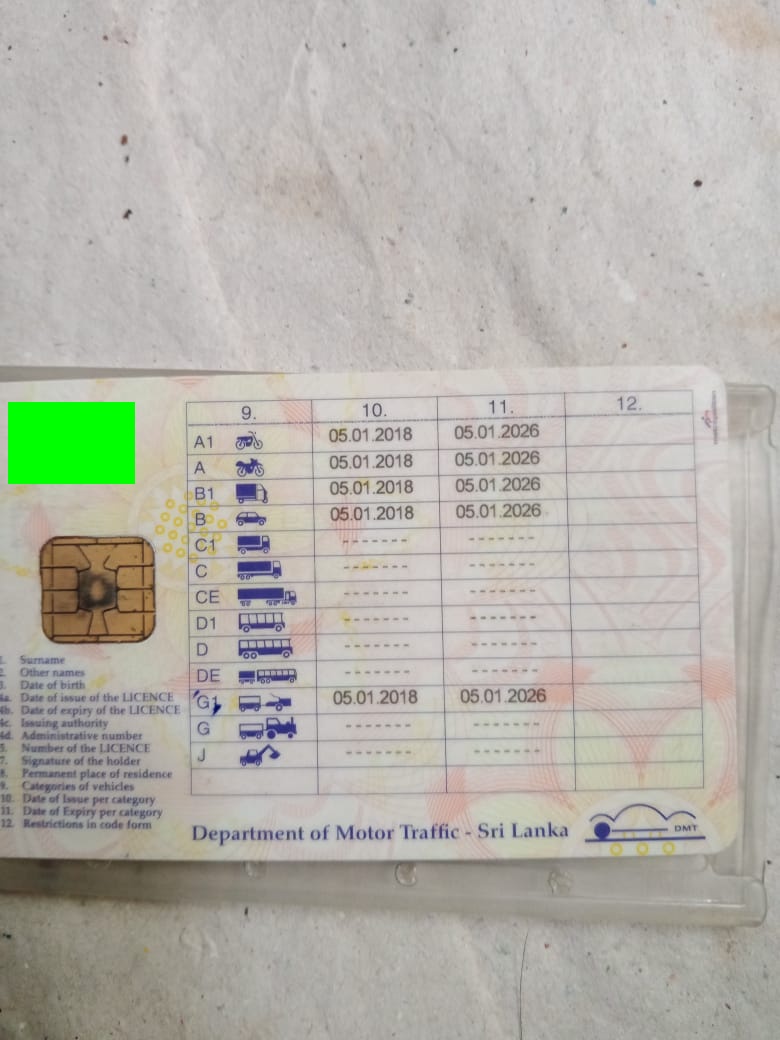 9. 10. 11. 12.
A1 05.01.2018 05.01.2026
A 05.01.2018 05.01.2026
B1 05.01.2018 05.01.2026
B 05.01.2018 05.01.2026
C1 ------- -------
C ------- -------
CE ------- -------
D1 ------- -------
D ------- -------
DE ------- -------
G1 05.01.2018 05.01.2026
G ------- -------
J ------- -------
1. Surname
2. Other names
3. Date of birth
4a. Date of issue of the LICENCE
4b. Date of expiry of the LICENCE
4c. Issuing authority
4d. Administrative number
5. Number of the LICENCE
7. Signature of the holder
8. Permanent place of residence
9. Categories of vehicles
10. Date of Issue per category
11. Date of Expiry per category
12. Restrictions in code form
Department of Motor Traffic - Sri Lanka
DMT